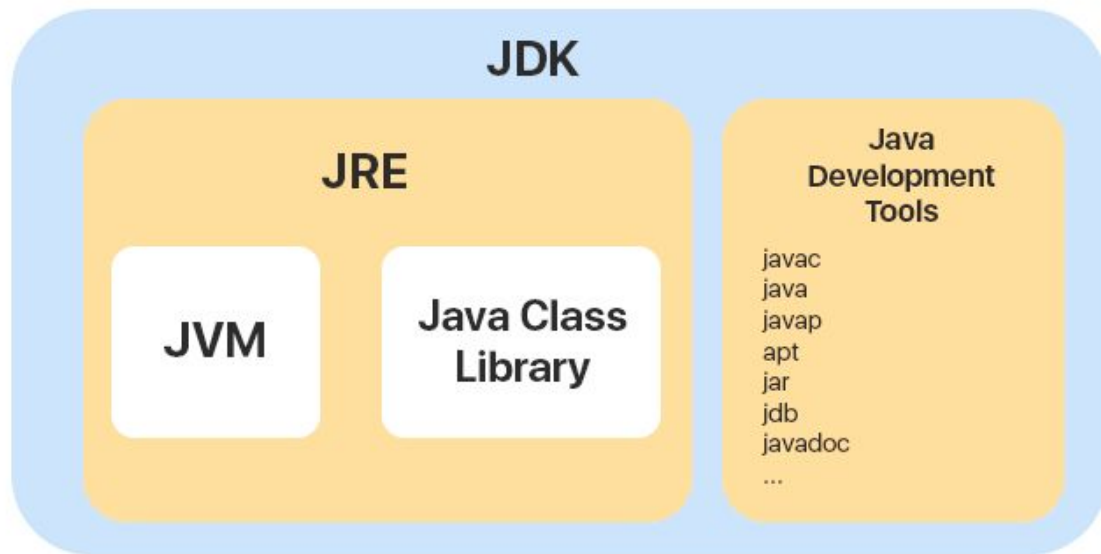 JDK
JRE
JVM
Java Class
Library
Java
Development
Tools
javac
java
javap
apt
jar
jdb
javadoc
...